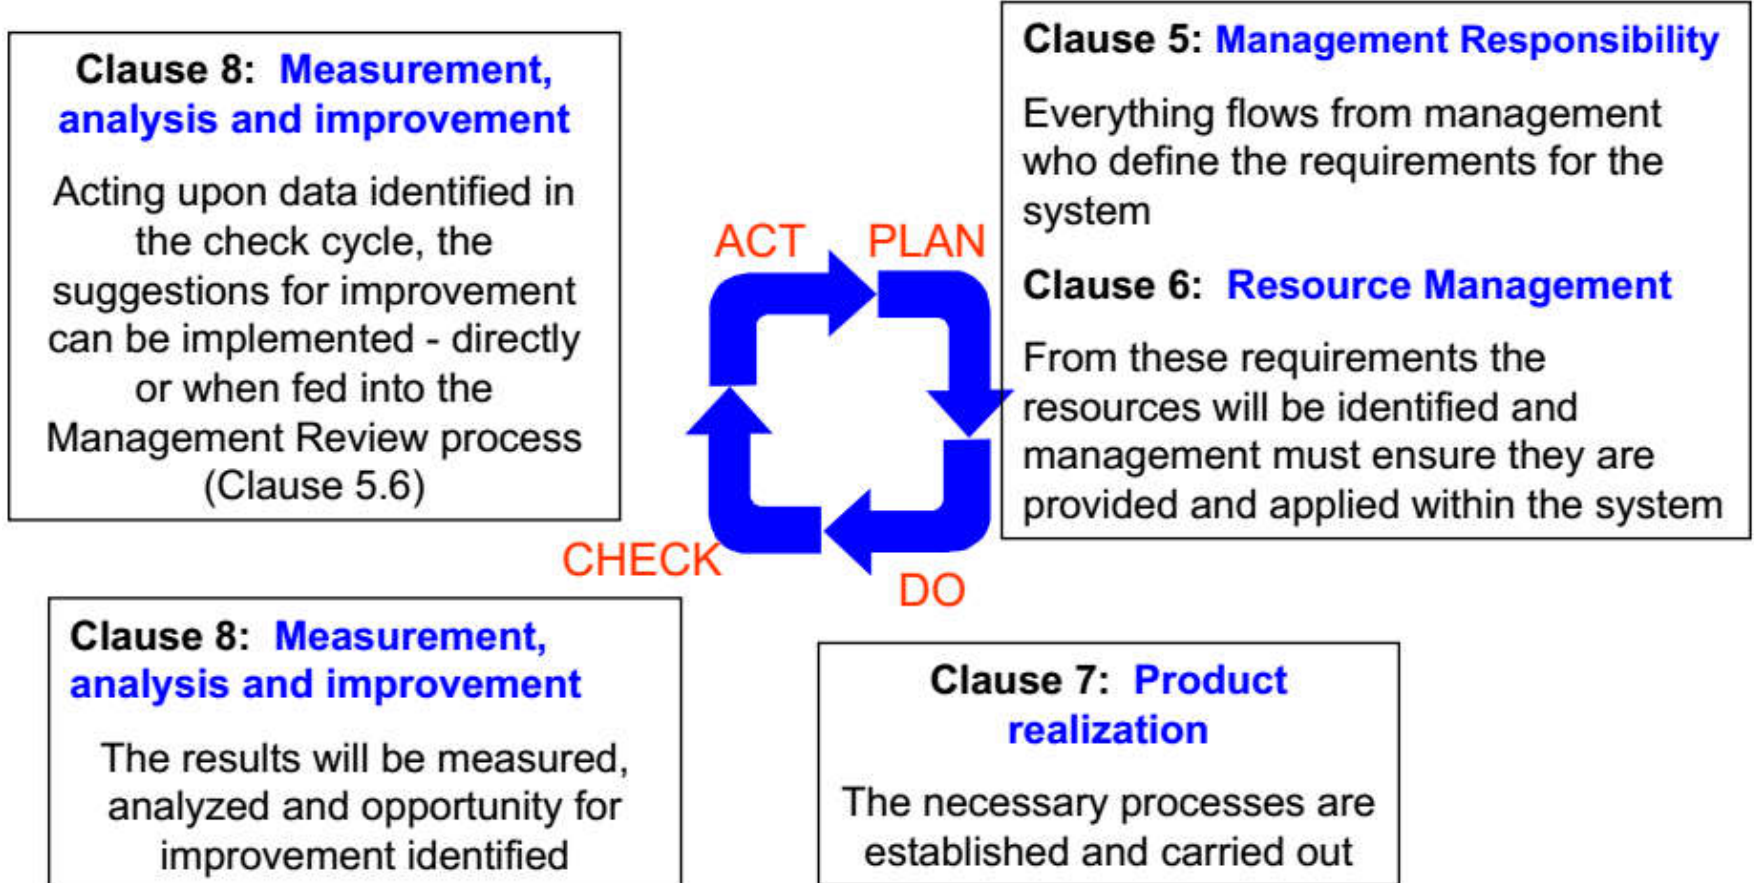 Clause 8: Measurement,
analysis and improvement
Acting upon data identified in
the check cycle, the
suggestions for improvement
can be implemented - directly
or when fed into the
Management Review process
(Clause 5.6)
ACT
PLAN
Clause 5: Management Responsibility
Everything flows from management
who define the requirements for the
system
Clause 6: Resource Management
From these requirements the
resources will be identified and
management must ensure they are
provided and applied within the system
CHECK
DO
Clause 8: Measurement,
analysis and improvement
The results will be measured,
analyzed and opportunity for
improvement identified
Clause 7: Product
realization
The necessary processes are
established and carried out